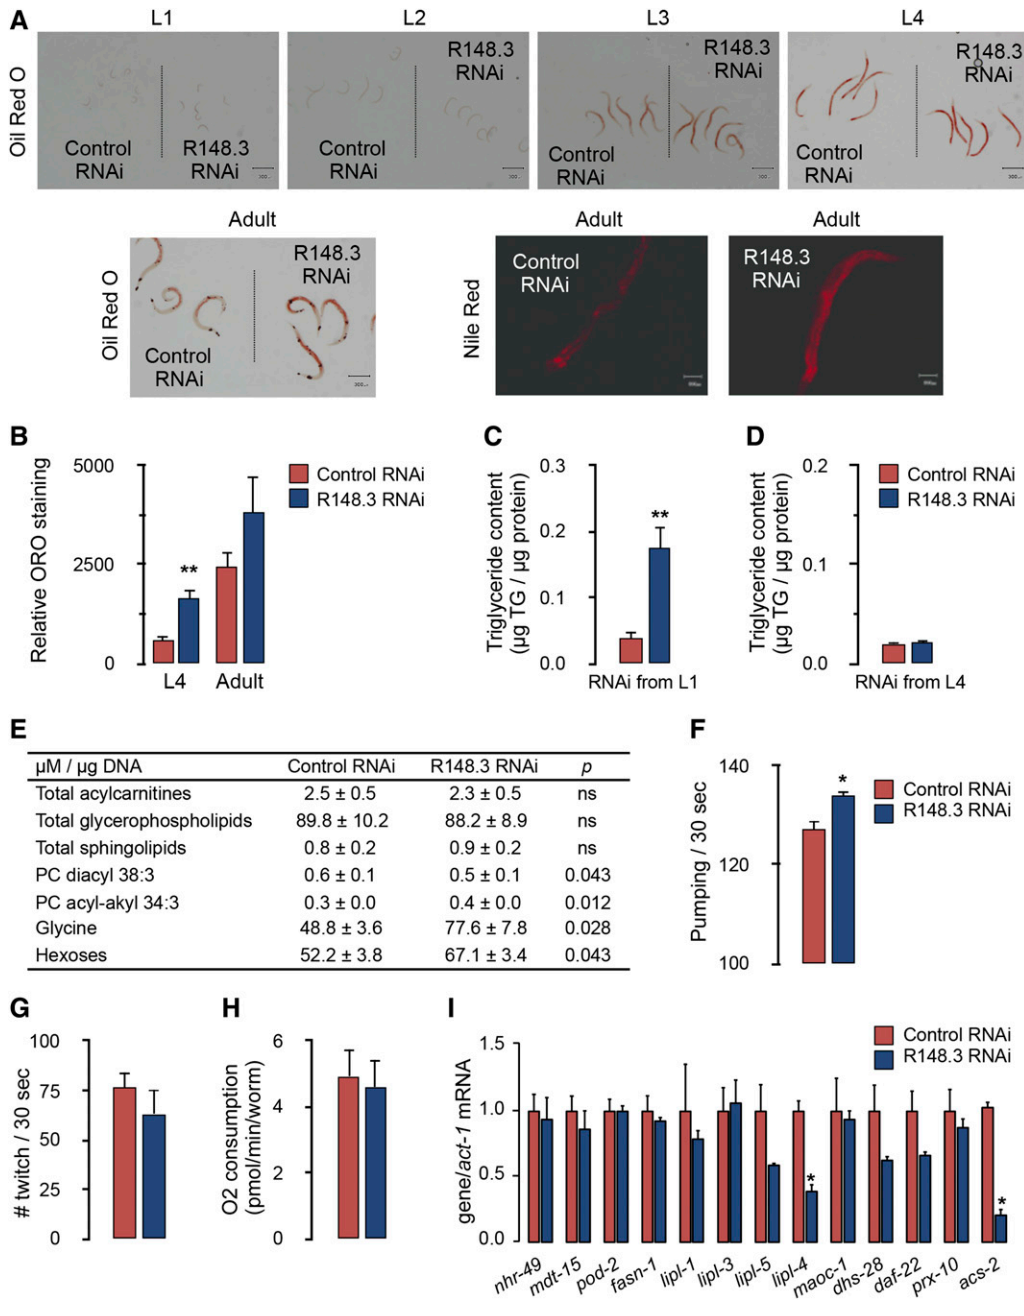 A
L1
L2
L3
L4
Oil Red O
Control
RNAi
R148.3
RNAi
Control
RNAi
R148.3
RNAi
Control
RNAi
R148.3
RNAi
Control
RNAi
R148.3
RNAi
Adult
Adult
Adult
Oil Red O
Control
RNAi
R148.3
RNAi
Nile Red
Control
RNAi
R148.3
RNAi
B
Relative ORO staining
5000
2500
0
L4
Adult
Control RNAi
R148.3 RNAi
**
C
Triglyceride content
(µg TG / µg protein)
0.3
0.2
0.1
0.0
**
RNAi from L1
D
Triglyceride content
(µg TG / µg protein)
0.2
0.1
0.0
RNAi from L4
Control RNAi
R148.3 RNAi
E
µM / µg DNA Control RNAi R148.3 RNAi p
Total acylcarnitines 2.5 ± 0.5 2.3 ± 0.5 ns
Total glycerophospholipids 89.8 ± 10.2 88.2 ± 8.9 ns
Total sphingolipids 0.8 ± 0.2 0.9 ± 0.2 ns
PC diacyl 38:3 0.6 ± 0.1 0.5 ± 0.1 0.043
PC acyl-akyl 34:3 0.3 ± 0.0 0.4 ± 0.0 0.012
Glycine 48.8 ± 3.6 77.6 ± 7.8 0.028
Hexoses 52.2 ± 3.8 67.1 ± 3.4 0.043
F
Pumping / 30 sec
140
120
100
*
Control RNAi
R148.3 RNAi
G
# twitch / 30 sec
100
75
50
25
0
H
O2 consumption
(pmol/min/worm)
6
4
2
0
I
gene/act-1 mRNA
1.5
1.0
0.5
0.0
Control RNAi
R148.3 RNAi
*
*
nhr-49
mdt-15
pod-2
fasn-1
lipl-1
lipl-3
lipl-5
lipl-4
maoc-1
dhs-28
daf-22
prx-10
acs-2